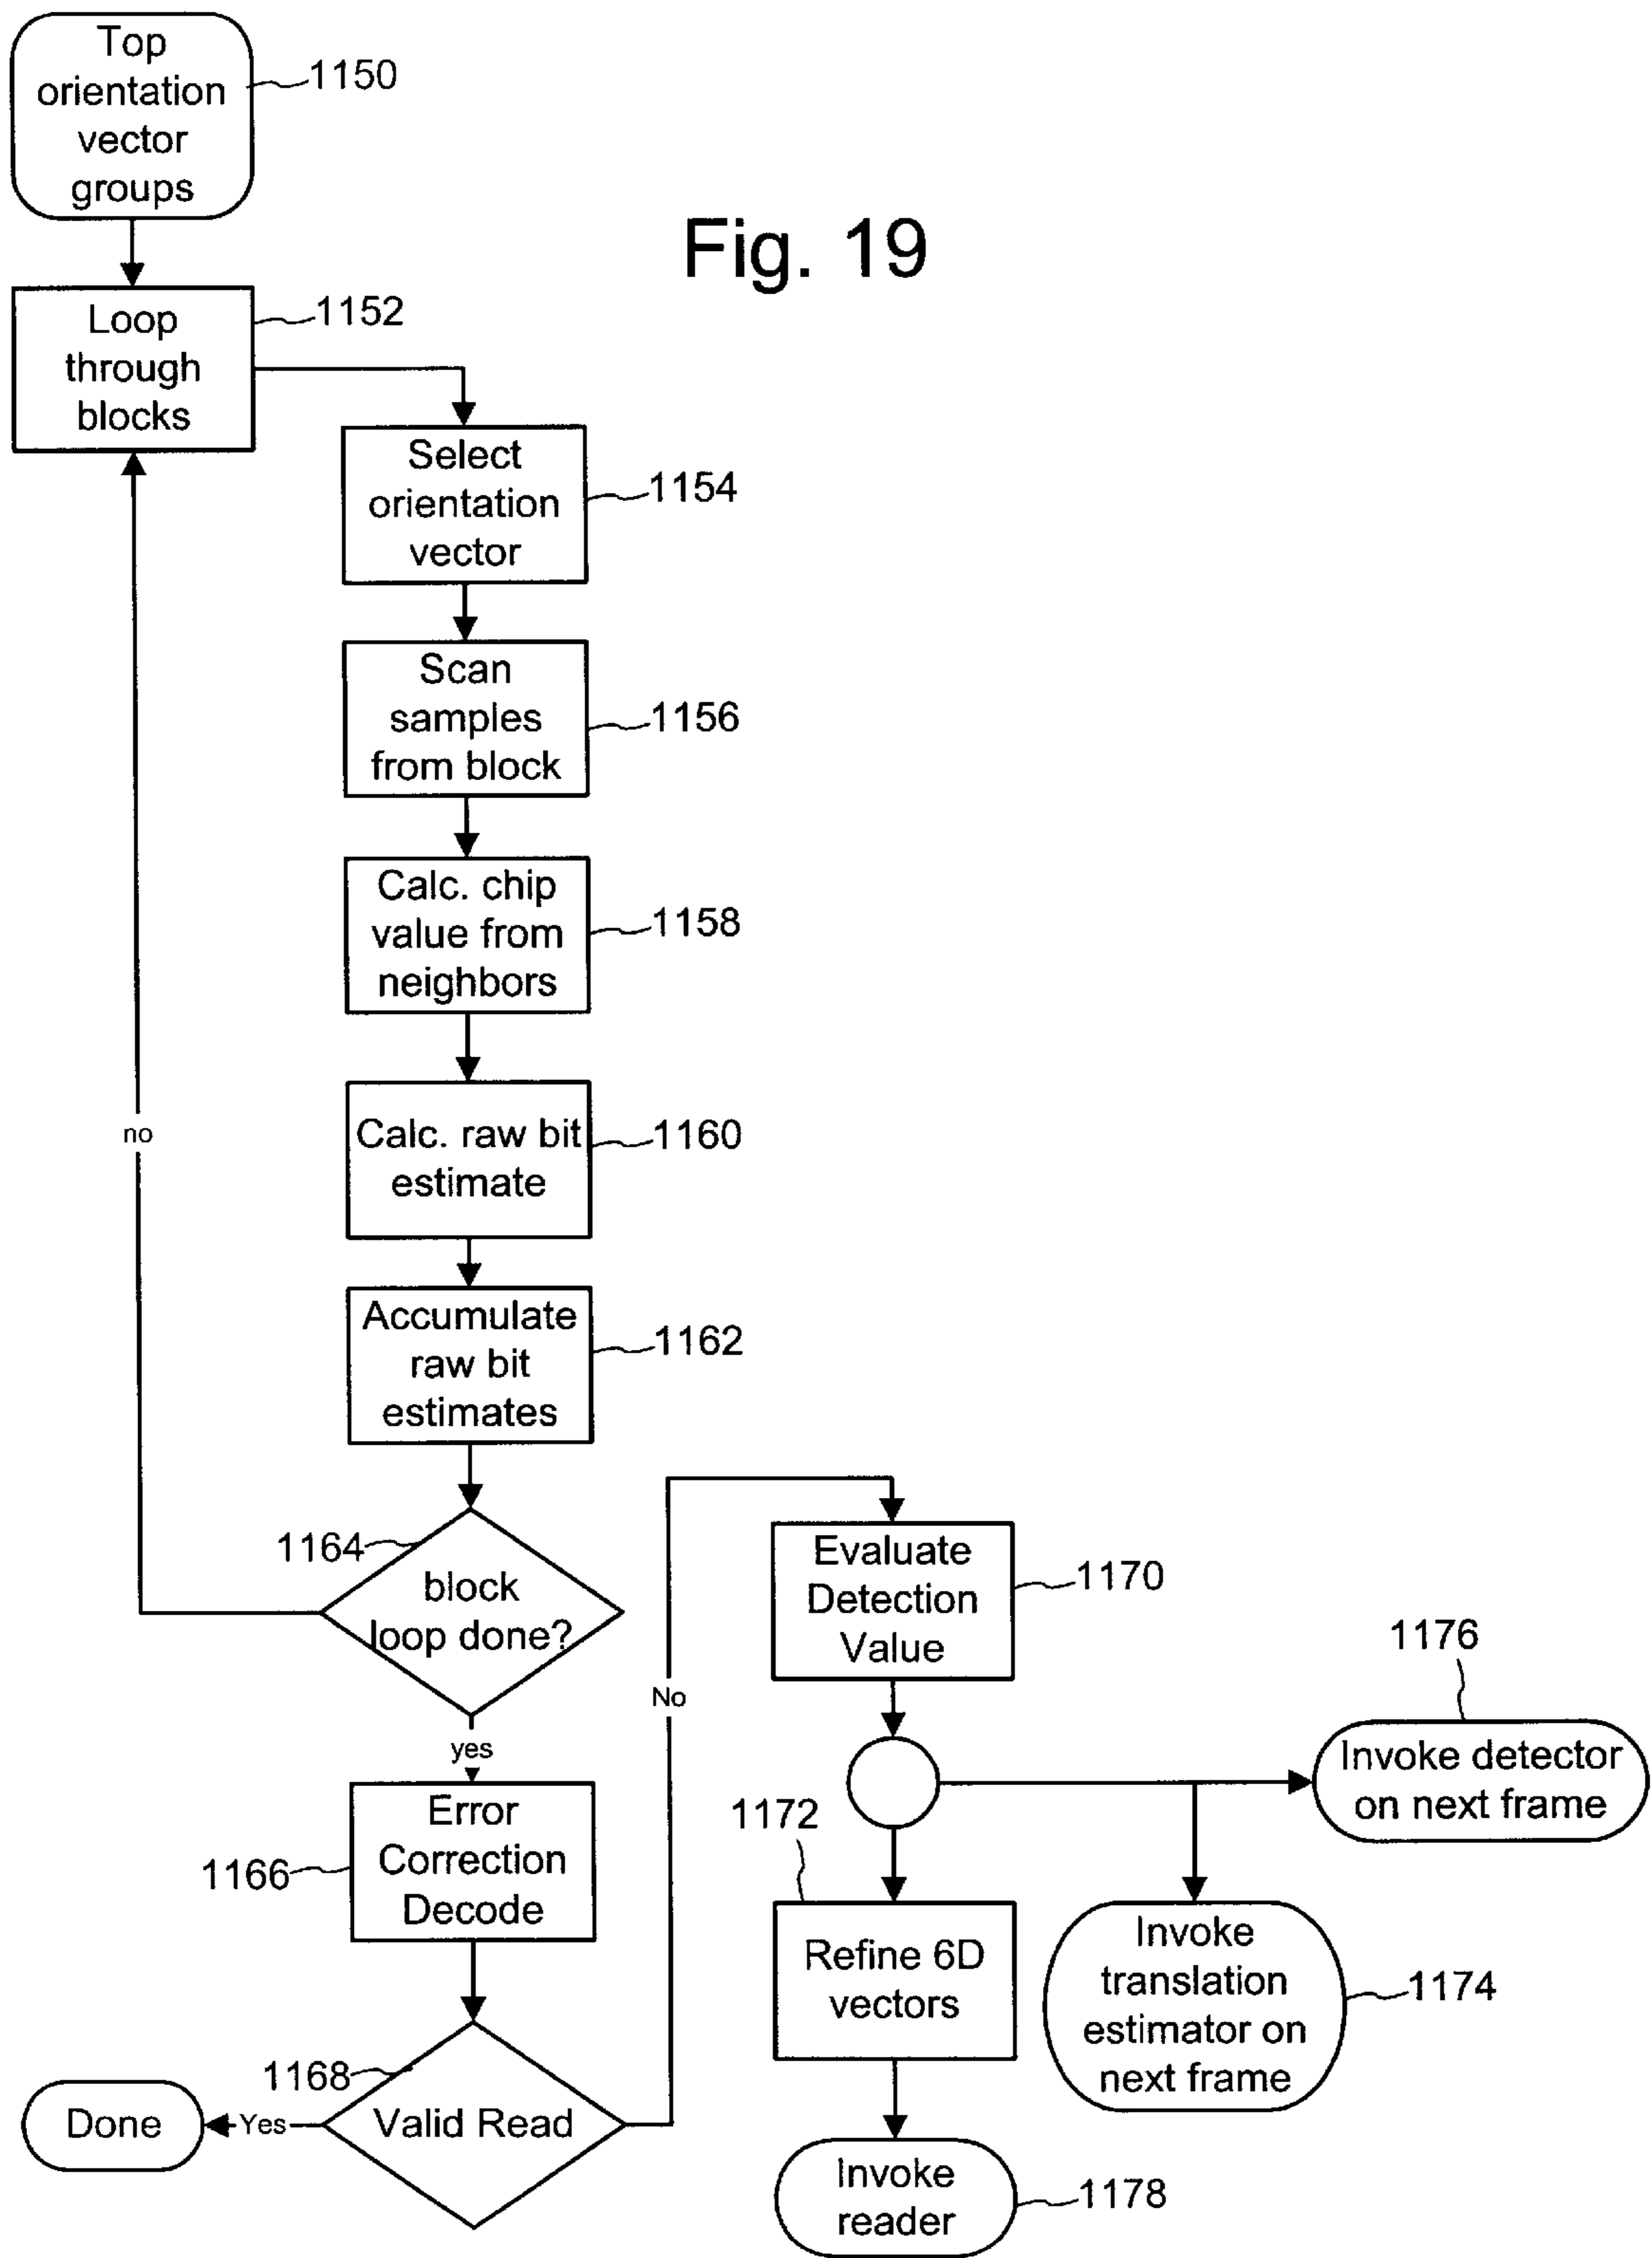 Top
orientation
vector
groups
1150
Fig. 19
Loop
through
blocks
1152
Select
orientation
vector
1154
Scan
samples
from block
1156
Calc. chip
value from
neighbors
1158
no
Calc. raw bit
estimate
1160
Accumulate
raw bit
estimates
1162
1164
block
loop done?
yes
Error
Correction
Decode
1166
1168
Valid Read
Yes
Done
No
Evaluate
Detection
Value
1170
1176
Invoke detector
on next frame
1172
Refine 6D
vectors
Invoke
translation
estimator on
next frame
1174
Invoke
reader
1178